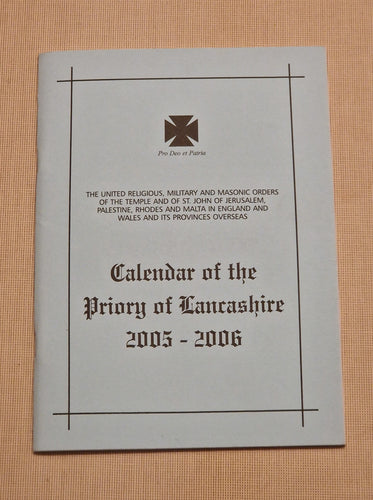 Pro Deo et Patria
THE UNITED RELIGIOUS, MILITARY AND MASONIC ORDERS
OF THE TEMPLE AND OF ST. JOHN OF JERUSALEM,
PALESTINE, RHODES AND MALTA IN ENGLAND AND
WALES AND ITS PROVINCES OVERSEAS
Calendar of the
Priory of Lancashire
2005 - 2006